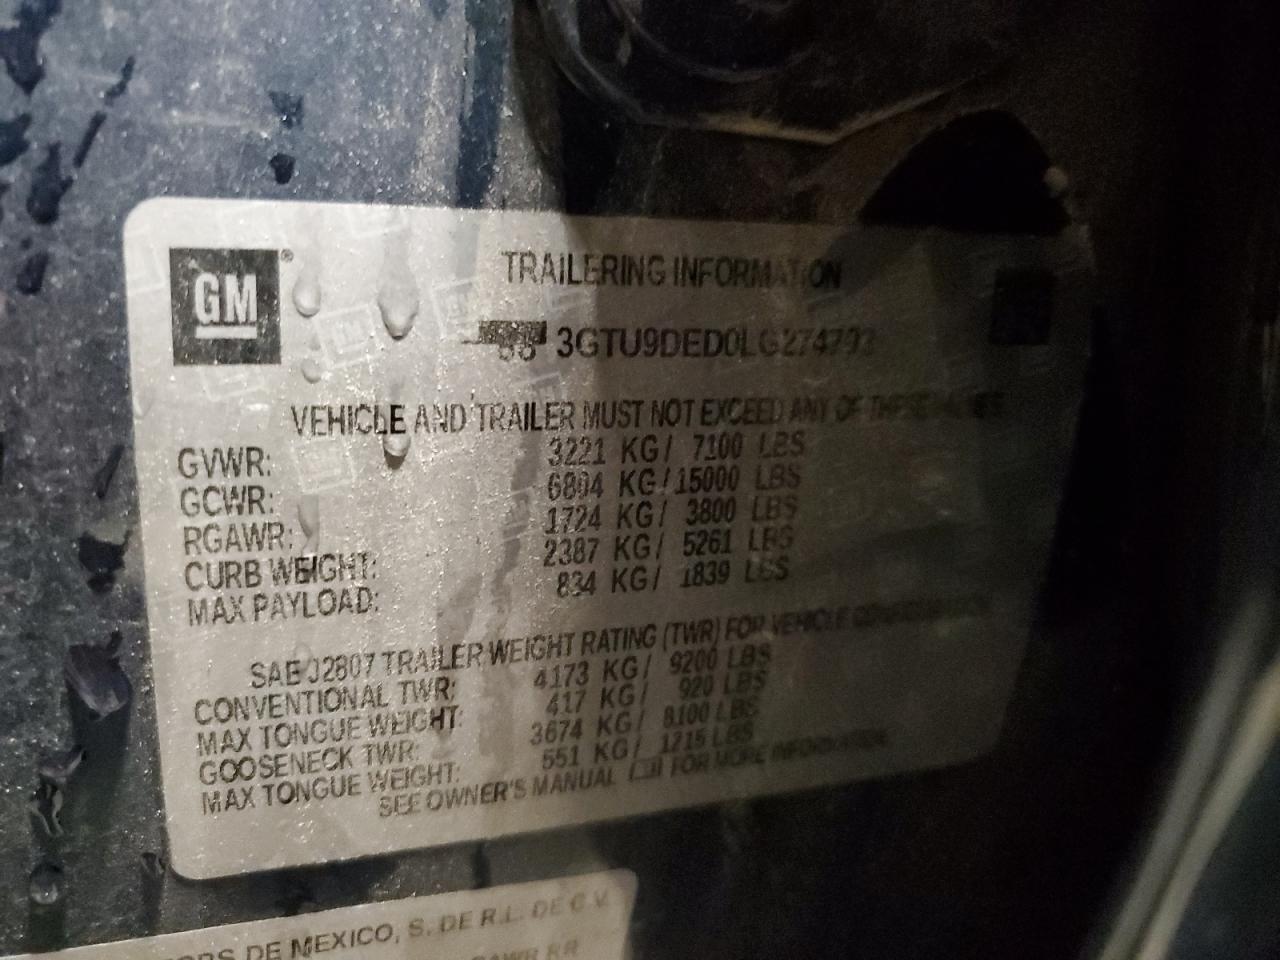 GM ®
TRAILERING INFORMATION
3GTU9DED0LG274792
VEHICLE AND TRAILER MUST NOT EXCEED ANY OF THESE VALUES
GVWR: 3221 KG/ 7100 LBS
GCWR: 6804 KG/15000 LBS
RGAWR: 1724 KG/ 3800 LBS
CURB WEIGHT: 2387 KG/ 5261 LBS
MAX PAYLOAD: 834 KG/ 1839 LBS
SAE J2807 TRAILER WEIGHT RATING (TWR) FOR VEHICLE
CONVENTIONAL TWR: 4173 KG/ 9200 LBS
MAX TONGUE WEIGHT: 417 KG/ 920 LBS
GOOSENECK TWR: 3674 KG/ 8100 LBS
MAX TONGUE WEIGHT: 551 KG/ 1215 LBS
SEE OWNER'S MANUAL FOR MORE INFORMATION
DE MEXICO, S. DE R.L. DE C.V.
RR